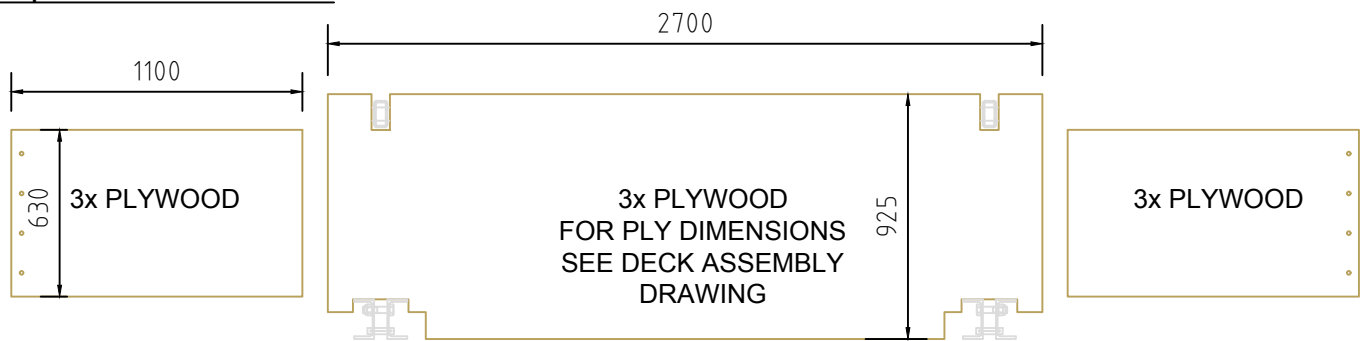 2700
1100
630
3x PLYWOOD
3x PLYWOOD
FOR PLY DIMENSIONS
SEE DECK ASSEMBLY
DRAWING
925
3x PLYWOOD